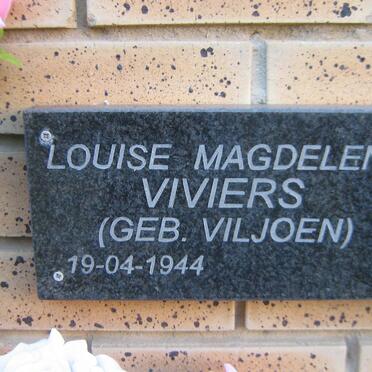 LOUISE MAGDELEN
VIVIERS
(GEB. VILJOEN)
19-04-1944